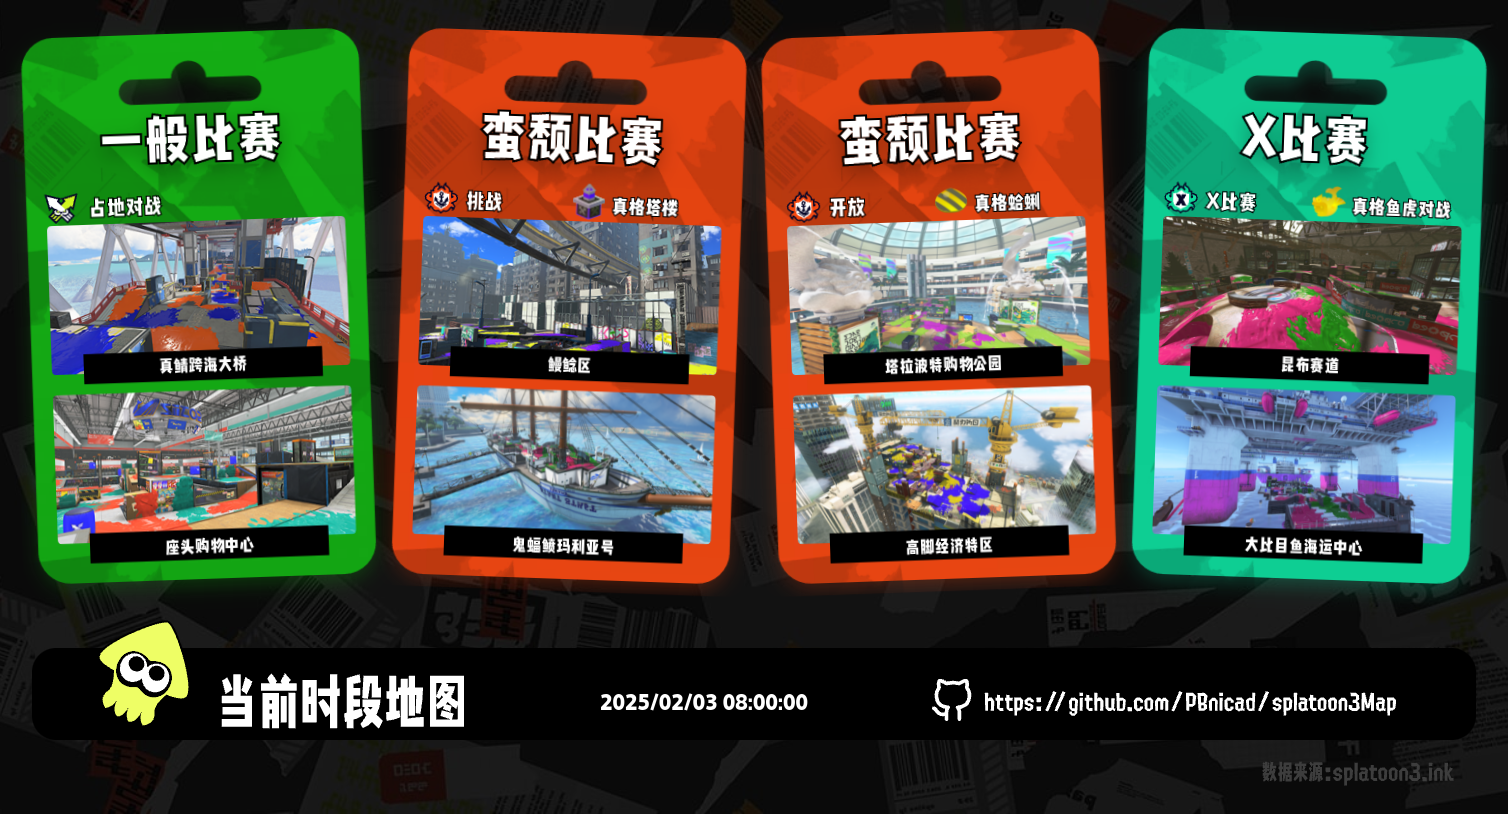 一般比赛
占地对战
真鲭跨海大桥
座头购物中心
蛮颓比赛
挑战
真格塔楼
鳗鲶区
鬼蝠鲼玛利亚号
蛮颓比赛
开放
真格蛤蜊
塔拉波特购物公园
高脚经济特区
X比赛
X比赛
真格鱼虎对战
昆布赛道
大比目鱼海运中心
当前时段地图
2025/02/03 08:00:00
https://github.com/PBnicad/splatoon3Map
数据来源:splatoon3.ink